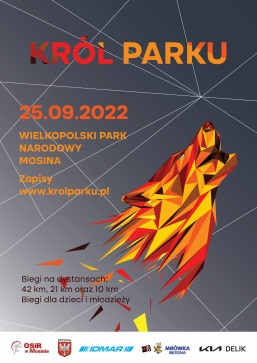 KRÓL PARKU
25.09.2022
WIELKOPOLSKI PARK
NARODOWY
MOSINA
Zapisy
www.krolparku.pl
Biegi na dystansach:
42 km, 21 km oraz 10 km
Biegi dla dzieci i młodzieży
OSiR
w Mosinie
IDMAR
MRÓWKA
MOSINA
KIA DELIK